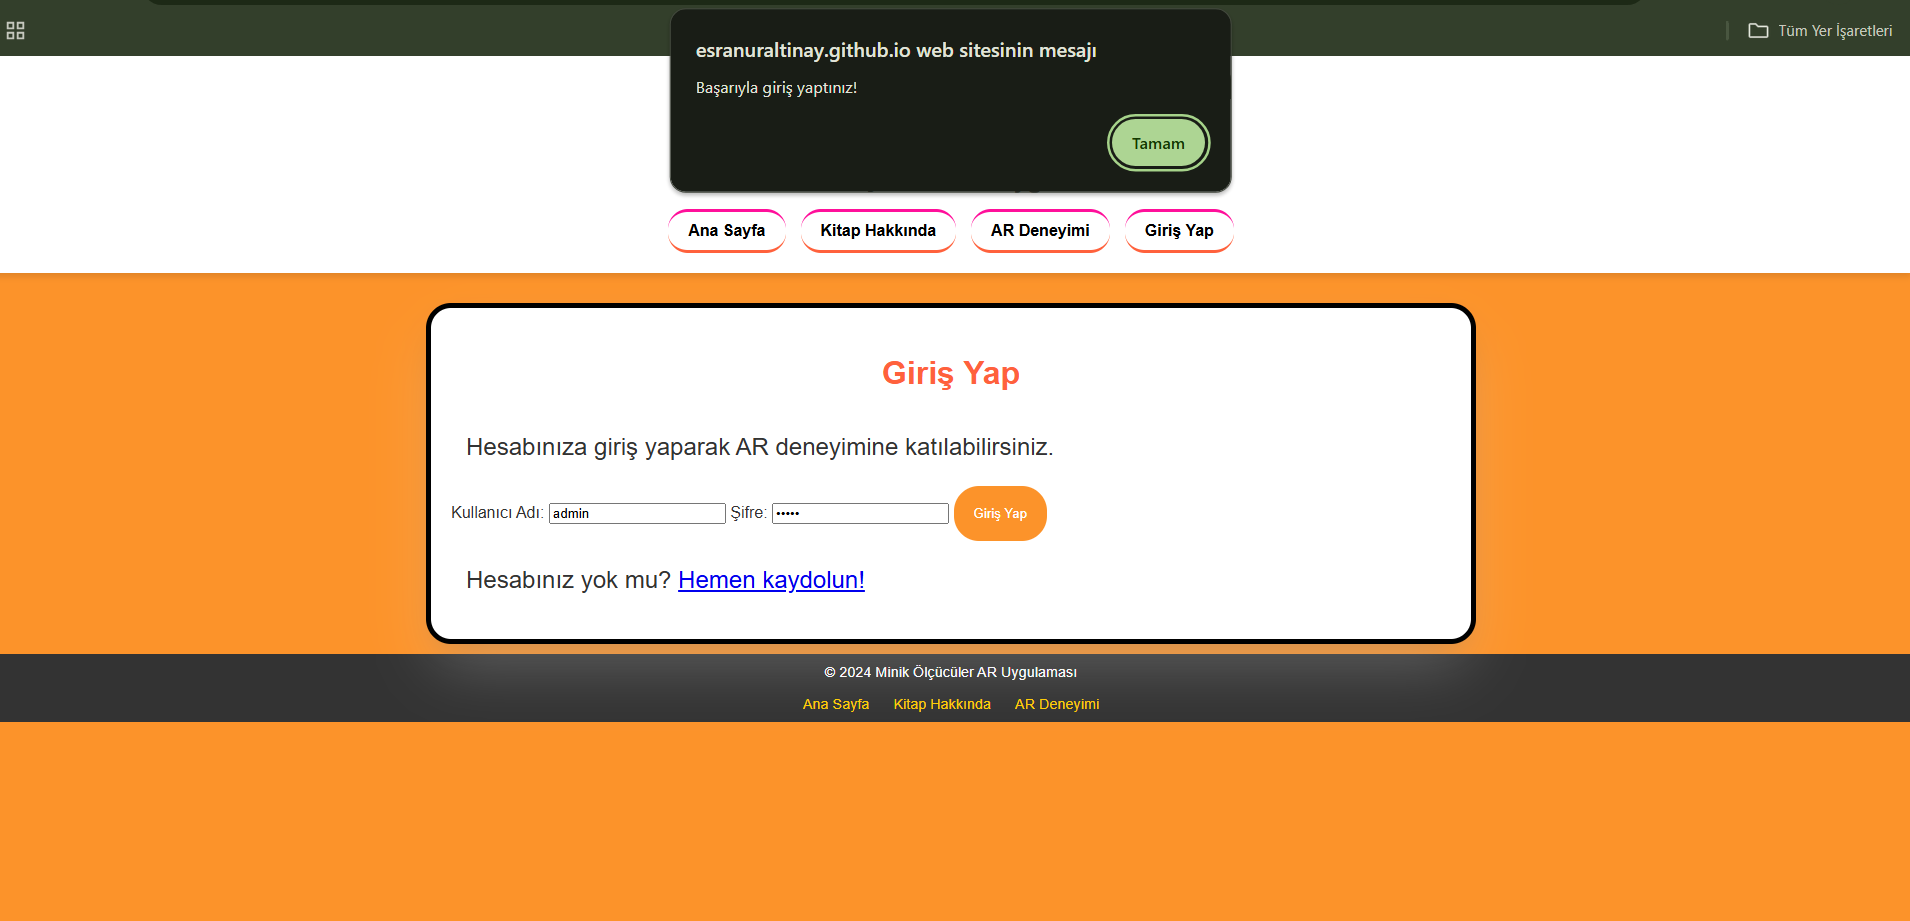 Tüm Yer İşaretleri
esranuraltinay.github.io web sitesinin mesajı
Başarıyla giriş yaptınız!
Tamam
Ana Sayfa Kitap Hakkında AR Deneyimi Giriş Yap
Giriş Yap
Hesabınıza giriş yaparak AR deneyimine katılabilirsiniz.
Kullanıcı Adı: admin Şifre: ••••• Giriş Yap
Hesabınız yok mu? Hemen kaydolun!
© 2024 Minik Ölçücüler AR Uygulaması
Ana Sayfa Kitap Hakkında AR Deneyimi